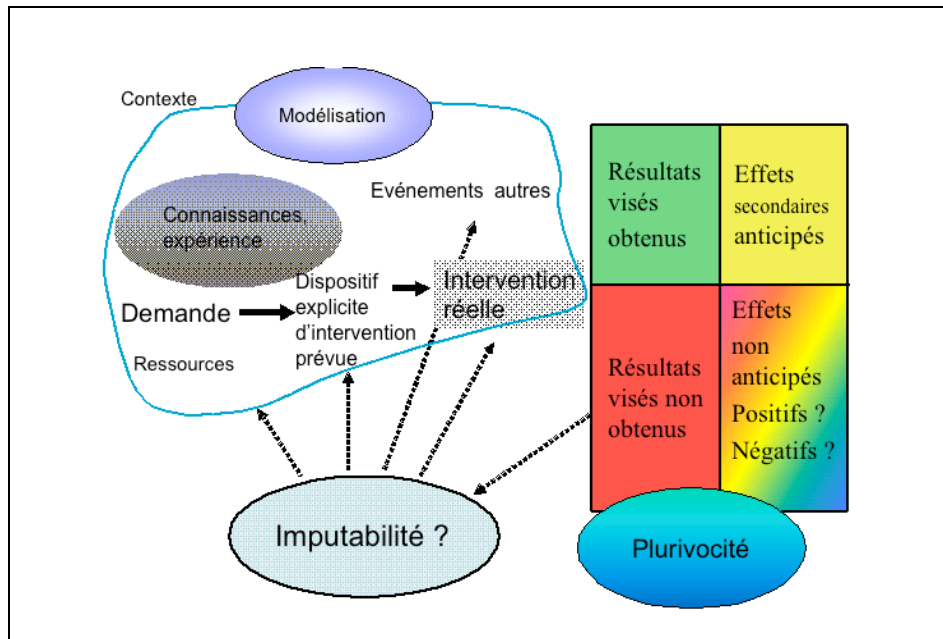 Contexte
Modélisation
Connaissances,
expérience
Evénements autres
Demande
Dispositif
explicite
d'intervention
prévue
Intervention
réelle
Ressources
Résultats
visés
obtenus
Effets
secondaires
anticipés
Résultats
visés non
obtenus
Effets
non
anticipés
Positifs ?
Négatifs ?
Imputabilité ?
Plurivocité